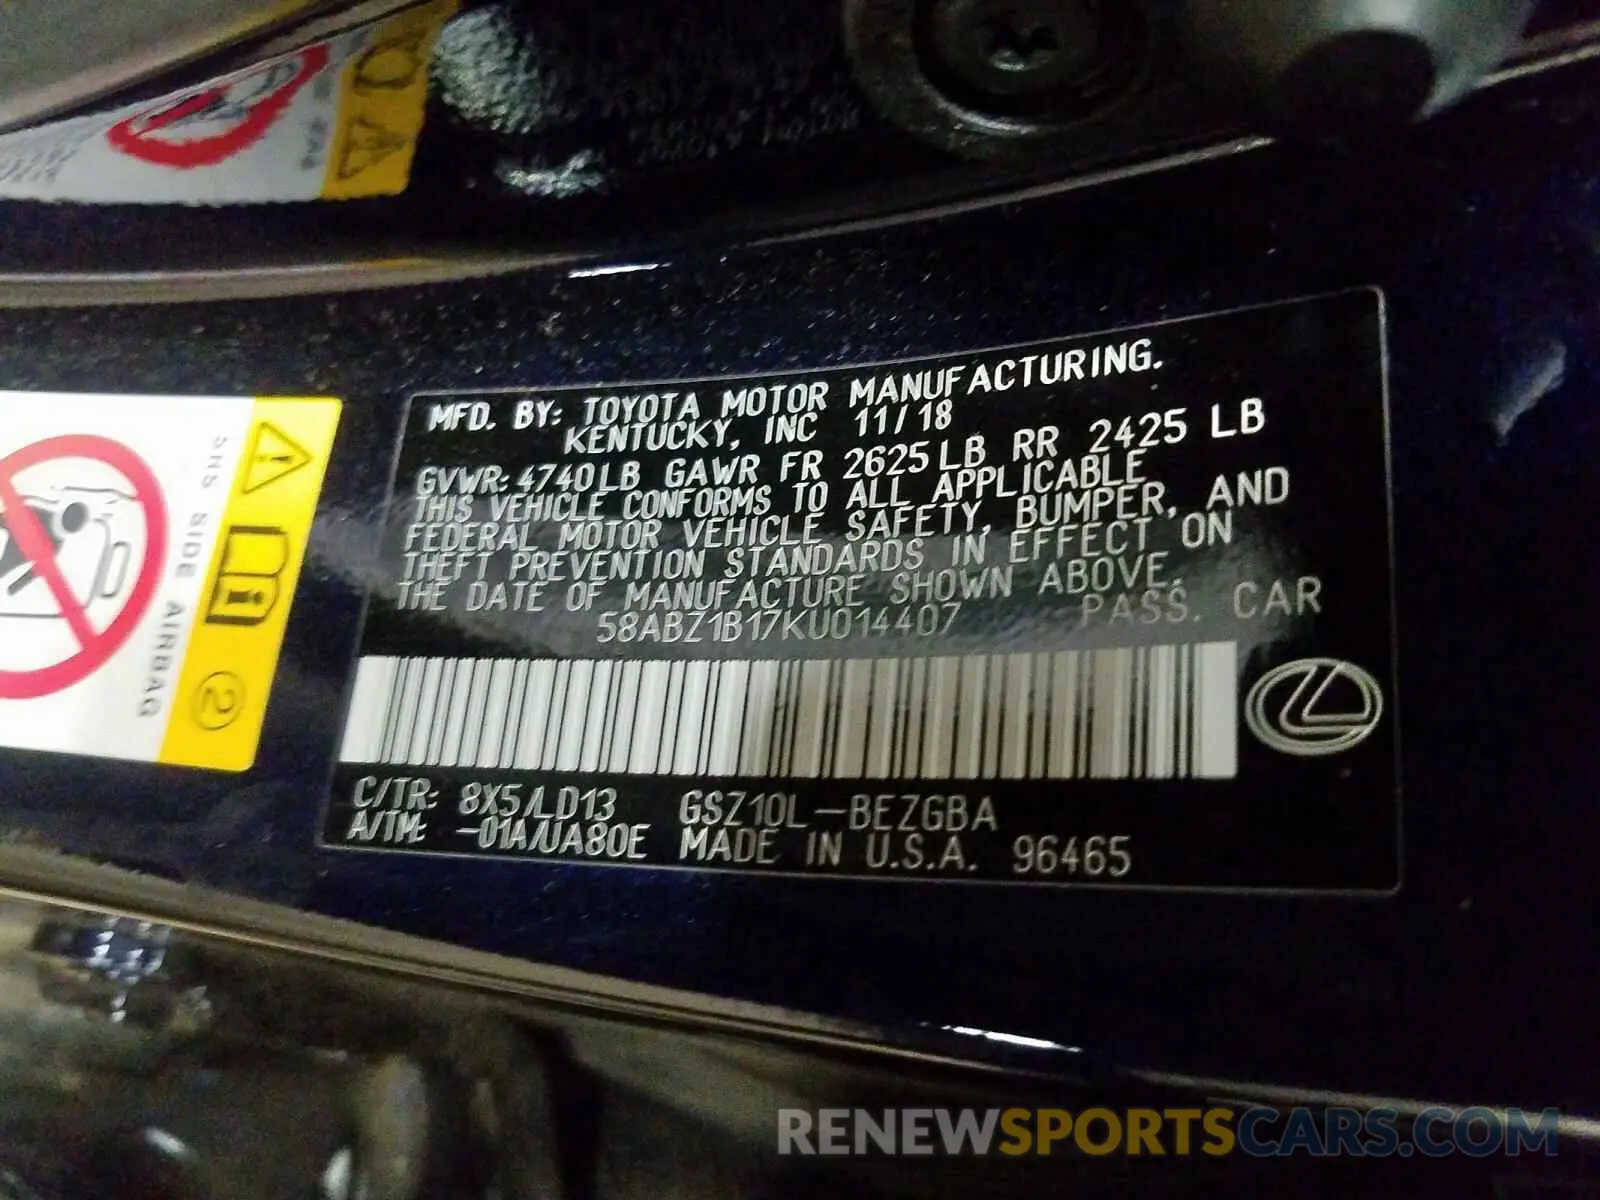 SNS SIDE AIRBAG
2
MFD. BY: TOYOTA MOTOR MANUFACTURING.
KENTUCKY, INC 11/18
GVWR: 4740LB GAWR FR 2625LB RR 2425 LB
THIS VEHICLE CONFORMS TO ALL APPLICABLE
FEDERAL MOTOR VEHICLE SAFETY, BUMPER, AND
THEFT PREVENTION STANDARDS IN EFFECT ON
THE DATE OF MANUFACTURE SHOWN ABOVE.
58ABZ1B17KU014407 PASS. CAR
C/TR: 8X5/LD13 GSZ10L-BEZGBA
A/TM: -01A/UA80E MADE IN U.S.A. 96465
RENEWSPORTSCARS.COM